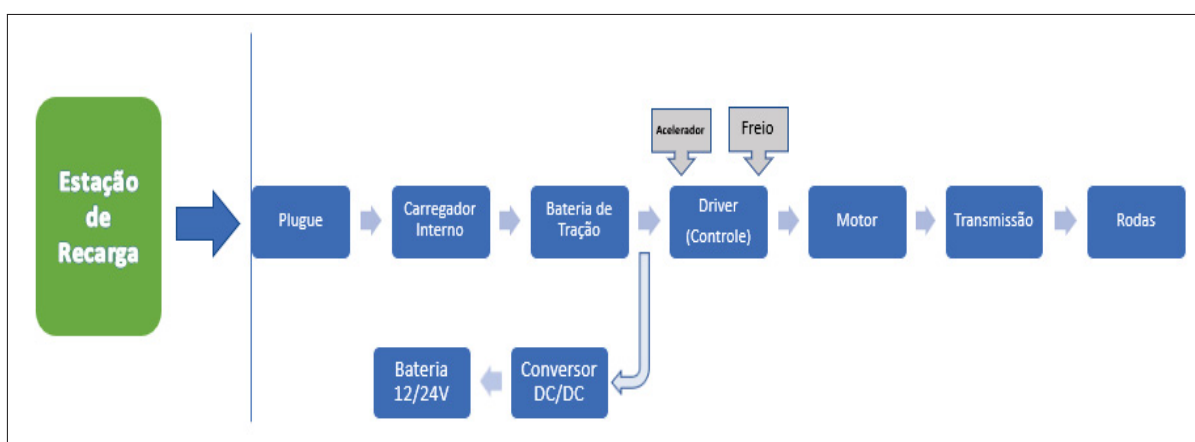 Estação
de
Recarga
Plugue
Carregador
Interno
Bateria de
Tração
Acelerador
Freio
Driver
(Controle)
Motor
Transmissão
Rodas
Bateria
12/24V
Conversor
DC/DC